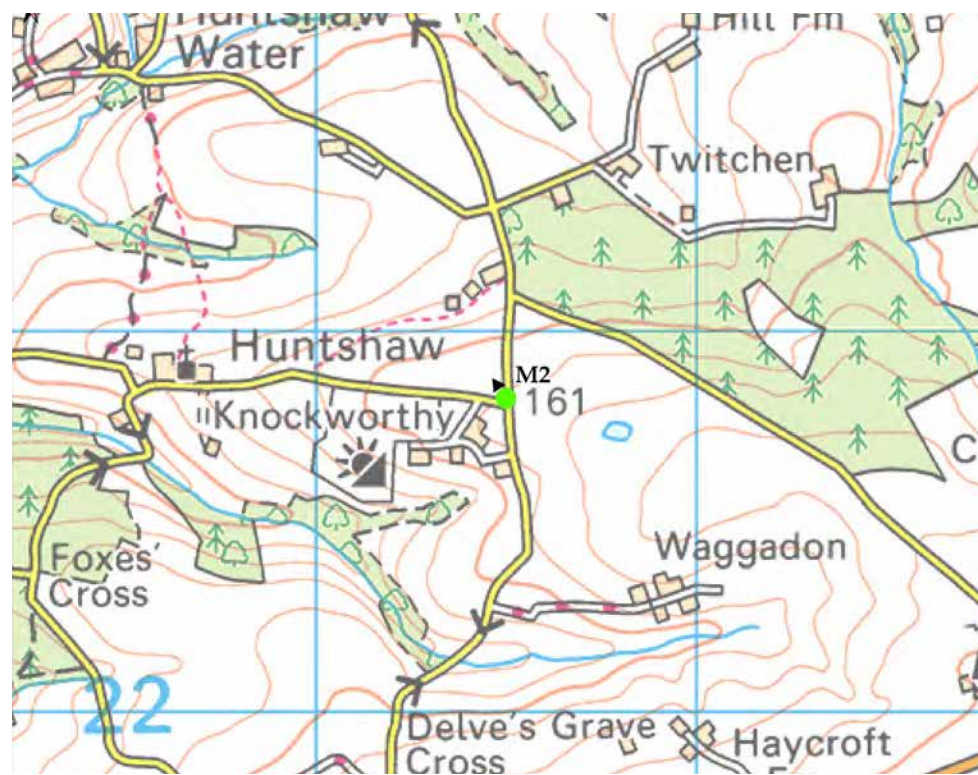 Huntshaw
Water
Hill Fm
Twitchen
Huntshaw
M2
161
Knockworthy
Foxes'
Cross
Waggadon
22
Delve's Grave
Cross
Haycroft